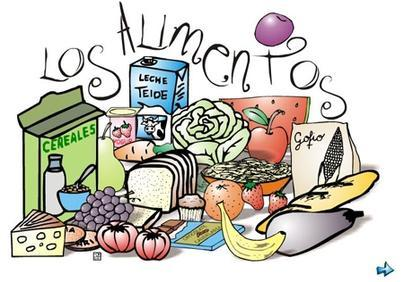 LOS ALIMENTOS
LECHE
TEIDE
CEREALES
Gofio